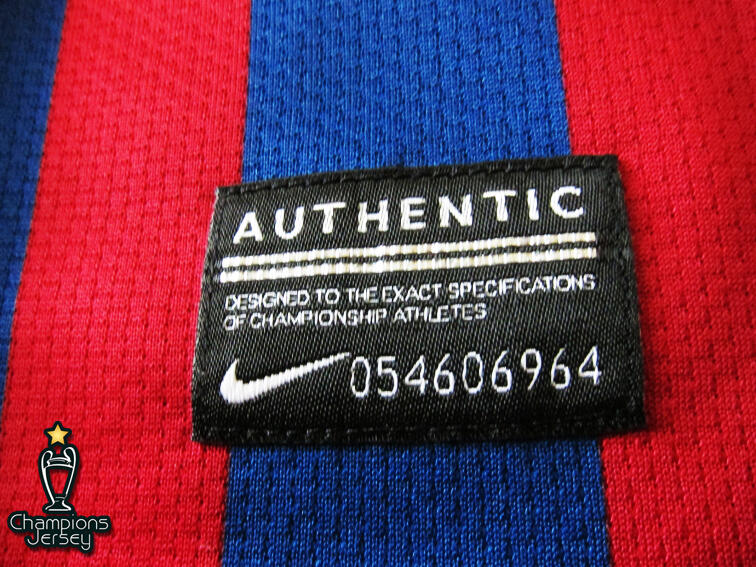 AUTHENTIC
DESIGNED TO THE EXACT SPECIFICATIONS
OF CHAMPIONSHIP ATHLETES
054606964
Champions
Jersey